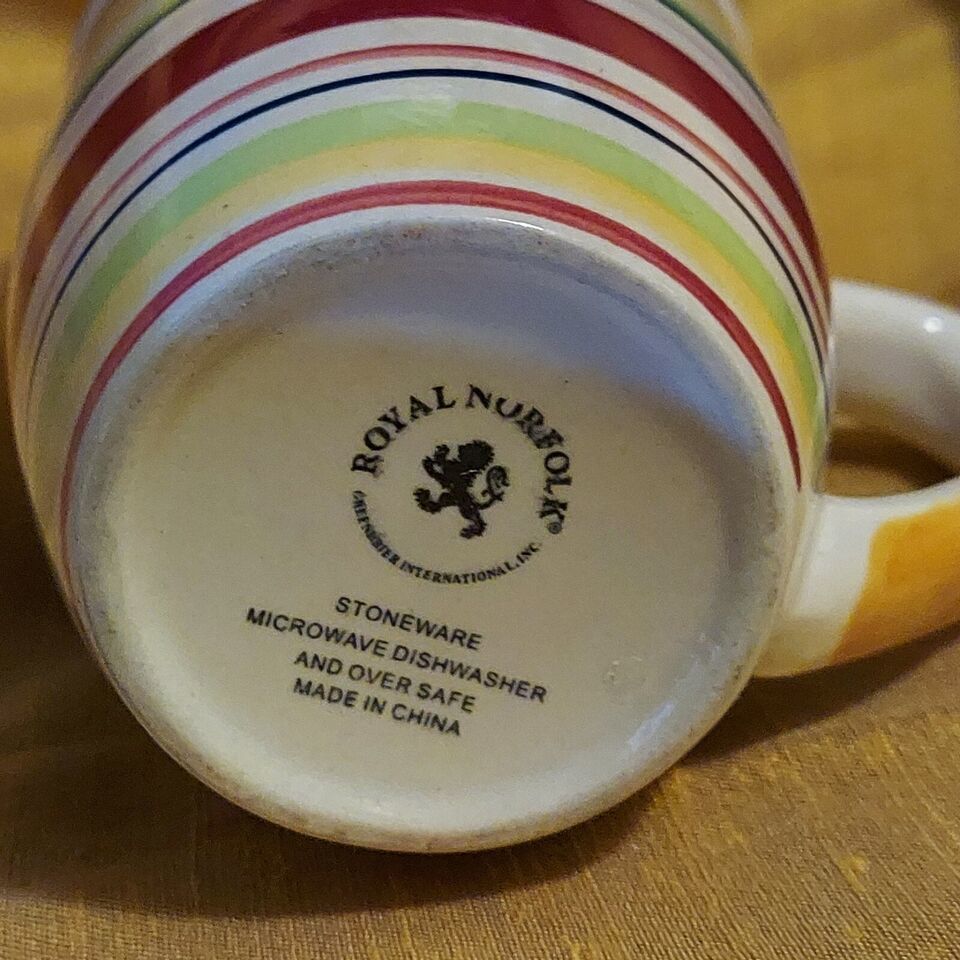 ROYAL NORFOLK®
GREENBRIER INTERNATIONAL, INC.
STONEWARE
MICROWAVE DISHWASHER
AND OVER SAFE
MADE IN CHINA